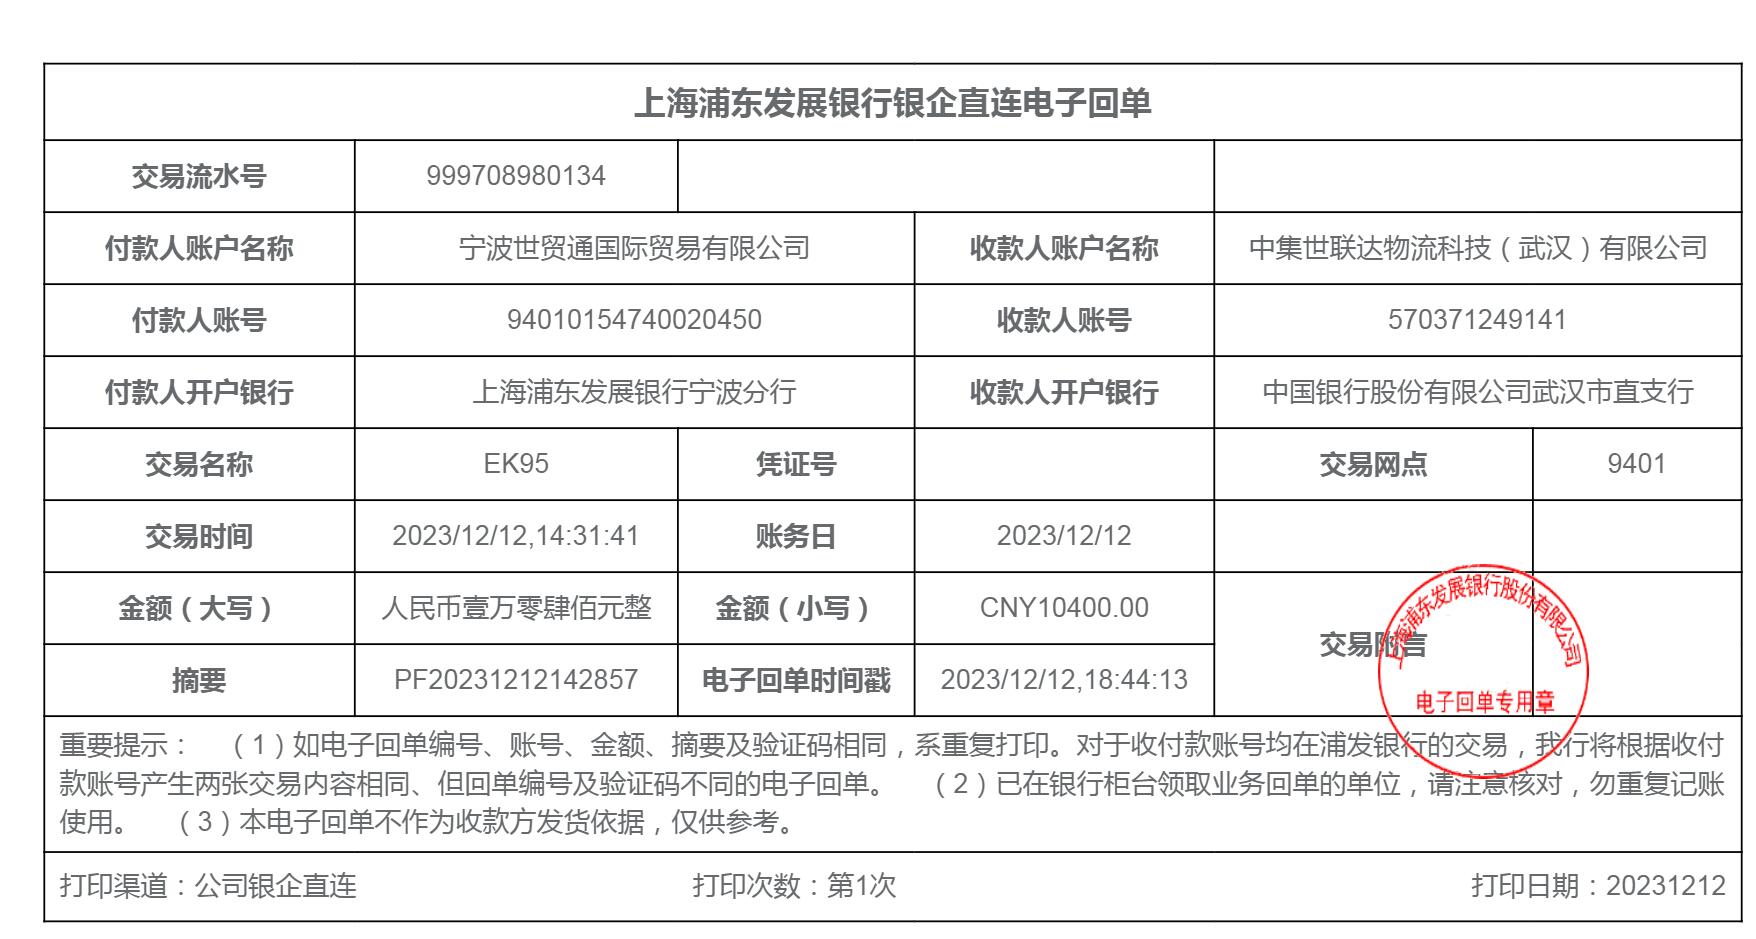 上海浦东发展银行银企直连电子回单
交易流水号 999708980134
付款人账户名称 宁波世贸通国际贸易有限公司 收款人账户名称 中集世联达物流科技（武汉）有限公司
付款人账号 94010154740020450 收款人账号 570371249141
付款人开户银行 上海浦东发展银行宁波分行 收款人开户银行 中国银行股份有限公司武汉市直支行
交易名称 EK95 凭证号 交易网点 9401
交易时间 2023/12/12,14:31:41 账务日 2023/12/12
金额（大写） 人民币壹万零肆佰元整 金额（小写） CNY10400.00
交易附言
摘要 PF20231212142857 电子回单时间戳 2023/12/12,18:44:13
上海浦东发展银行股份有限公司
电子回单专用章
重要提示： （1）如电子回单编号、账号、金额、摘要及验证码相同，系重复打印。对于收付款账号均在浦发银行的交易，我行将根据收付
款账号产生两张交易内容相同、但回单编号及验证码不同的电子回单。 （2）已在银行柜台领取业务回单的单位，请注意核对，勿重复记账
使用。 （3）本电子回单不作为收款方发货依据，仅供参考。
打印渠道：公司银企直连 打印次数：第1次 打印日期：20231212